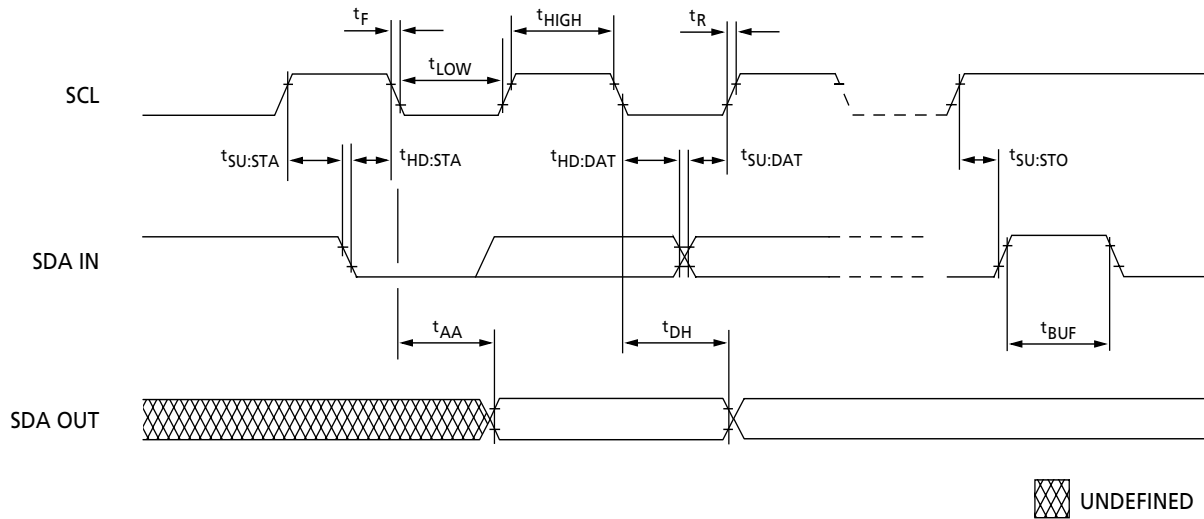 tF
tHIGH
tR
tLOW
SCL
tSU:STA
tHD:STA
tHD:DAT
tSU:DAT
tSU:STO
SDA IN
tAA
tDH
tBUF
SDA OUT
UNDEFINED